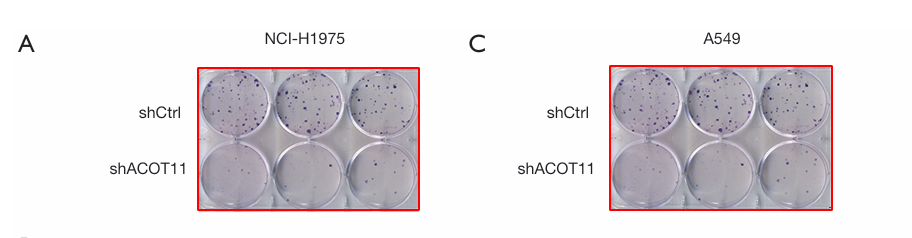 A
NCI-H1975
shCtrl
shACOT11
C
A549
shCtrl
shACOT11